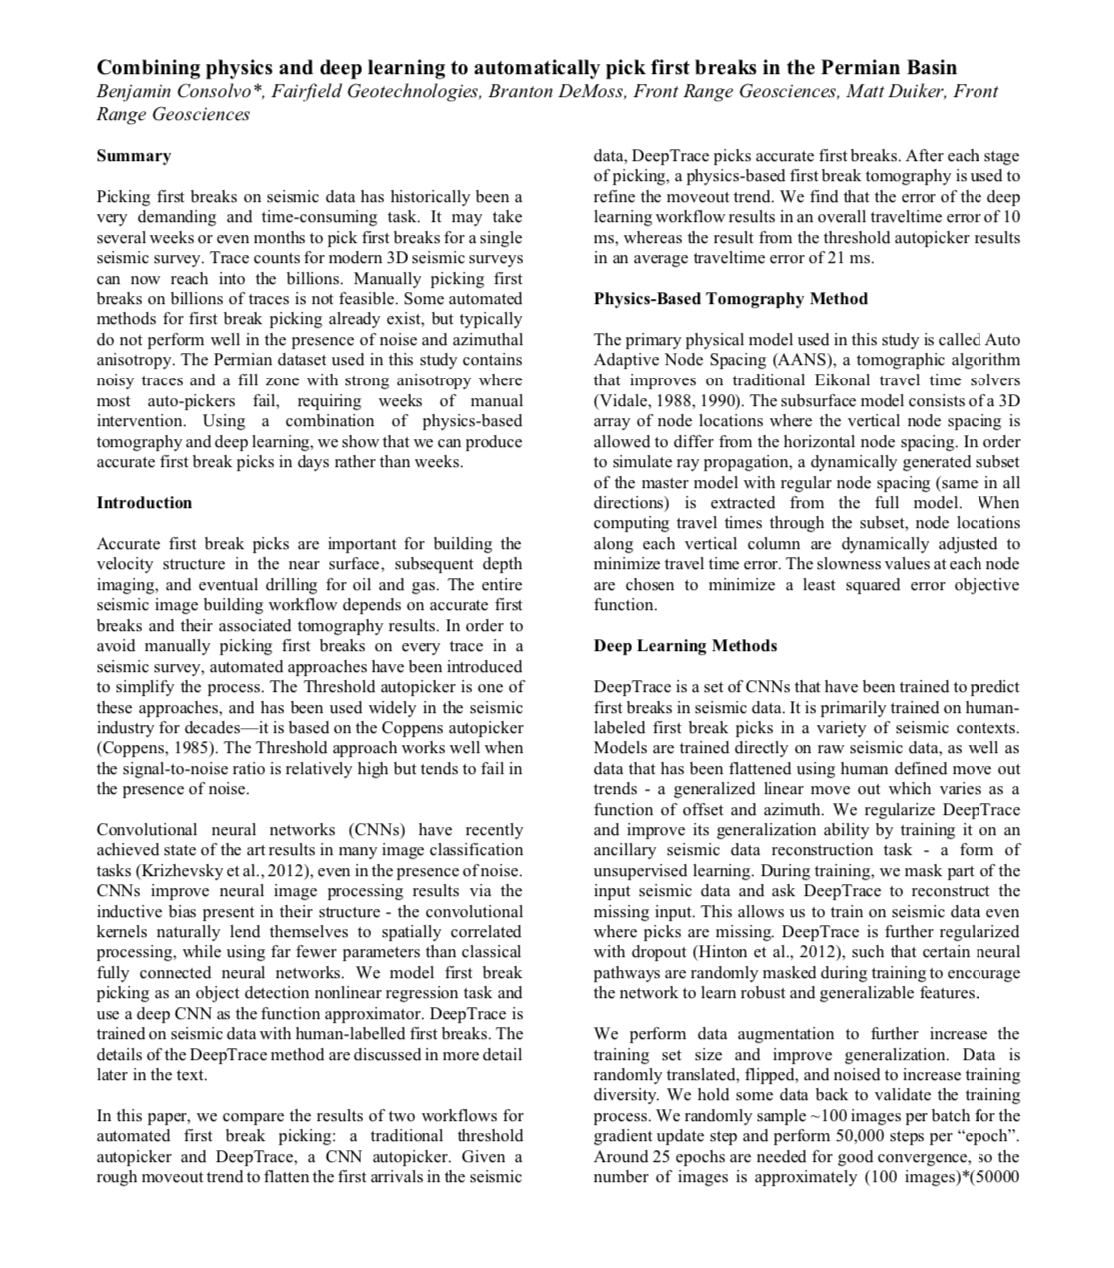 Combining physics and deep learning to automatically pick first breaks in the Permian Basin
Benjamin Consolvo*, Fairfield Geotechnologies, Branton DeMoss, Front Range Geosciences, Matt Duiker, Front
Range Geosciences
Summary
Picking first breaks on seismic data has historically been a
very demanding and time-consuming task. It may take
several weeks or even months to pick first breaks for a single
seismic survey. Trace counts for modern 3D seismic surveys
can now reach into the billions. Manually picking first
breaks on billions of traces is not feasible. Some automated
methods for first break picking already exist, but typically
do not perform well in the presence of noise and azimuthal
anisotropy. The Permian dataset used in this study contains
noisy traces and a fill zone with strong anisotropy where
most auto-pickers fail, requiring weeks of manual
intervention. Using a combination of physics-based
tomography and deep learning, we show that we can produce
accurate first break picks in days rather than weeks.
Introduction
Accurate first break picks are important for building the
velocity structure in the near surface, subsequent depth
imaging, and eventual drilling for oil and gas. The entire
seismic image building workflow depends on accurate first
breaks and their associated tomography results. In order to
avoid manually picking first breaks on every trace in a
seismic survey, automated approaches have been introduced
to simplify the process. The Threshold autopicker is one of
these approaches, and has been used widely in the seismic
industry for decades—it is based on the Coppens autopicker
(Coppens, 1985). The Threshold approach works well when
the signal-to-noise ratio is relatively high but tends to fail in
the presence of noise.
Convolutional neural networks (CNNs) have recently
achieved state of the art results in many image classification
tasks (Krizhevsky et al., 2012), even in the presence of noise.
CNNs improve neural image processing results via the
inductive bias present in their structure - the convolutional
kernels naturally lend themselves to spatially correlated
processing, while using far fewer parameters than classical
fully connected neural networks. We model first break
picking as an object detection nonlinear regression task and
use a deep CNN as the function approximator. DeepTrace is
trained on seismic data with human-labelled first breaks. The
details of the DeepTrace method are discussed in more detail
later in the text.
In this paper, we compare the results of two workflows for
automated first break picking: a traditional threshold
autopicker and DeepTrace, a CNN autopicker. Given a
rough moveout trend to flatten the first arrivals in the seismic
data, DeepTrace picks accurate first breaks. After each stage
of picking, a physics-based first break tomography is used to
refine the moveout trend. We find that the error of the deep
learning workflow results in an overall traveltime error of 10
ms, whereas the result from the threshold autopicker results
in an average traveltime error of 21 ms.
Physics-Based Tomography Method
The primary physical model used in this study is called Auto
Adaptive Node Spacing (AANS), a tomographic algorithm
that improves on traditional Eikonal travel time solvers
(Vidale, 1988, 1990). The subsurface model consists of a 3D
array of node locations where the vertical node spacing is
allowed to differ from the horizontal node spacing. In order
to simulate ray propagation, a dynamically generated subset
of the master model with regular node spacing (same in all
directions) is extracted from the full model. When
computing travel times through the subset, node locations
along each vertical column are dynamically adjusted to
minimize travel time error. The slowness values at each node
are chosen to minimize a least squared error objective
function.
Deep Learning Methods
DeepTrace is a set of CNNs that have been trained to predict
first breaks in seismic data. It is primarily trained on human-
labeled first break picks in a variety of seismic contexts.
Models are trained directly on raw seismic data, as well as
data that has been flattened using human defined move out
trends - a generalized linear move out which varies as a
function of offset and azimuth. We regularize DeepTrace
and improve its generalization ability by training it on an
ancillary seismic data reconstruction task - a form of
unsupervised learning. During training, we mask part of the
input seismic data and ask DeepTrace to reconstruct the
missing input. This allows us to train on seismic data even
where picks are missing. DeepTrace is further regularized
with dropout (Hinton et al., 2012), such that certain neural
pathways are randomly masked during training to encourage
the network to learn robust and generalizable features.
We perform data augmentation to further increase the
training set size and improve generalization. Data is
randomly translated, flipped, and noised to increase training
diversity. We hold some data back to validate the training
process. We randomly sample ~100 images per batch for the
gradient update step and perform 50,000 steps per “epoch”.
Around 25 epochs are needed for good convergence, so the
number of images is approximately (100 images)*(50000